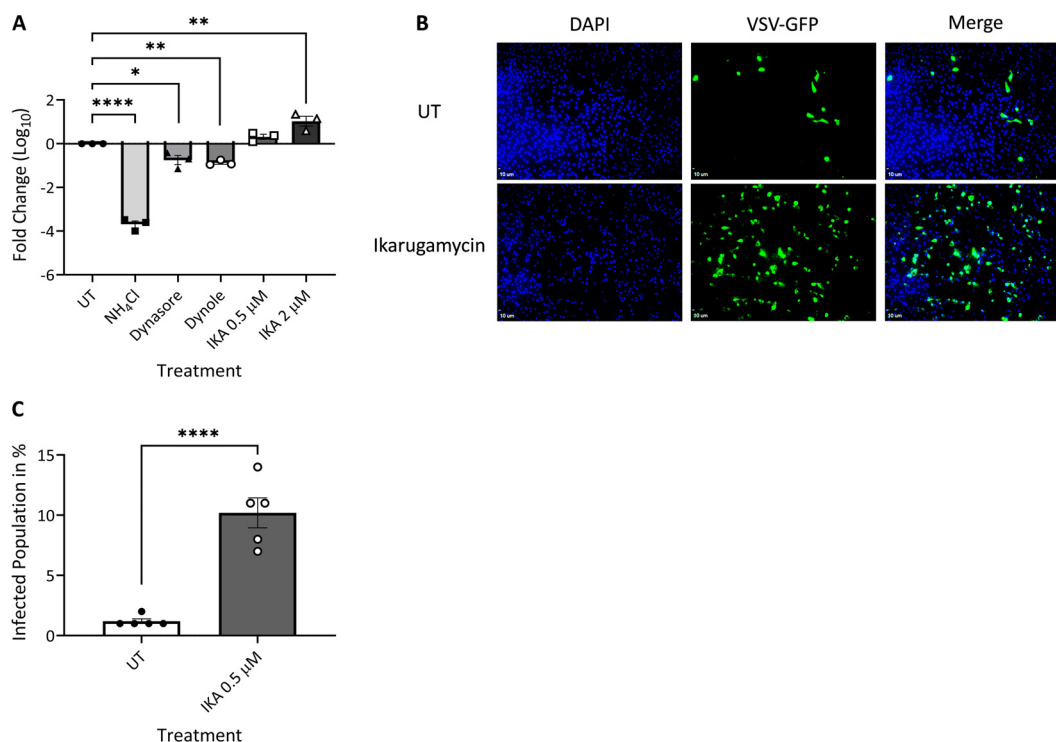 A
**
**
*
****
2
0
-2
-4
-6
Fold Change (Log₁₀)
UT
NH₄Cl
Dynasore
Dynole
IKA 0.5 µM
IKA 2 µM
Treatment
B
DAPI
VSV-GFP
Merge
UT
10 um
10 um
10 um
Ikarugamycin
10 um
10 um
10 um
C
****
15
10
5
0
Infected Population in %
UT
IKA 0.5 µM
Treatment